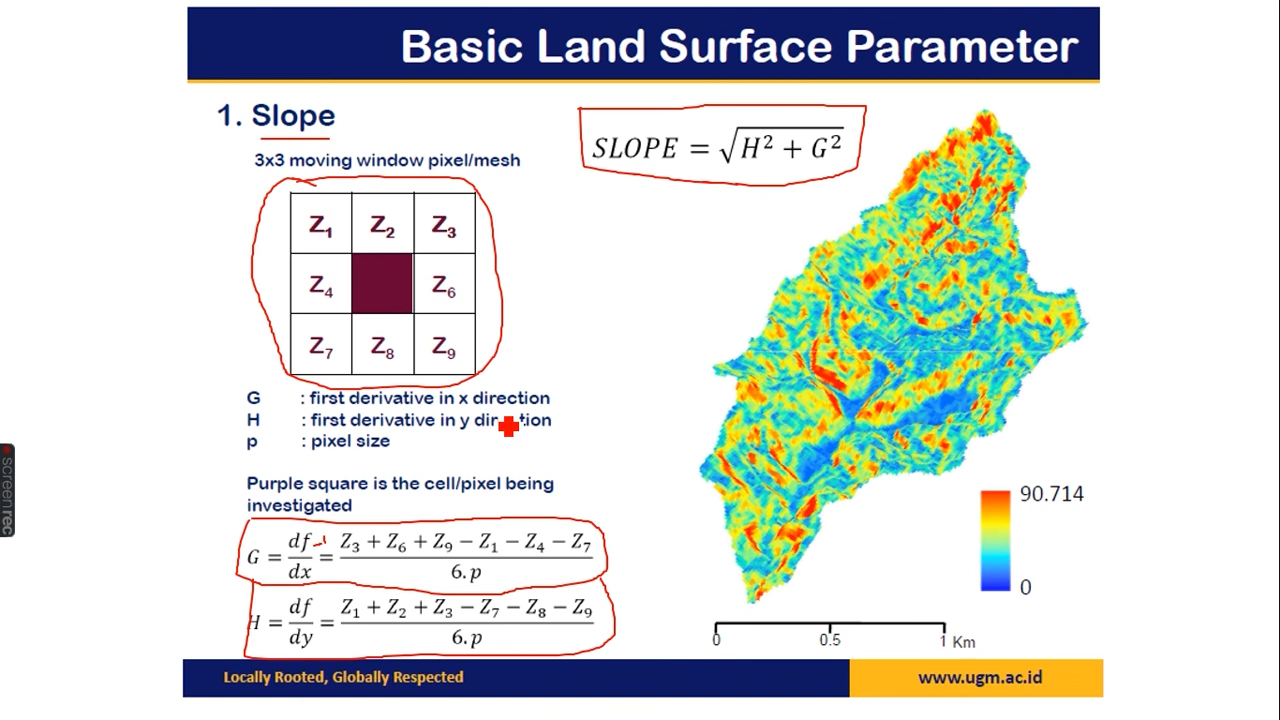 Basic Land Surface Parameter
1. Slope
3x3 moving window pixel/mesh
SLOPE = √H² + G²
Z₁ Z₂ Z₃
Z₄ Z₆
Z₇ Z₈ Z₉
G : first derivative in x direction
H : first derivative in y direction
p : pixel size
Purple square is the cell/pixel being
investigated
G = df/dx = Z₃ + Z₆ + Z₉ − Z₁ − Z₄ − Z₇ / 6.p
H = df/dy = Z₁ + Z₂ + Z₃ − Z₇ − Z₈ − Z₉ / 6.p
90.714
0
0 0.5 1 Km
Locally Rooted, Globally Respected
www.ugm.ac.id
screenrec